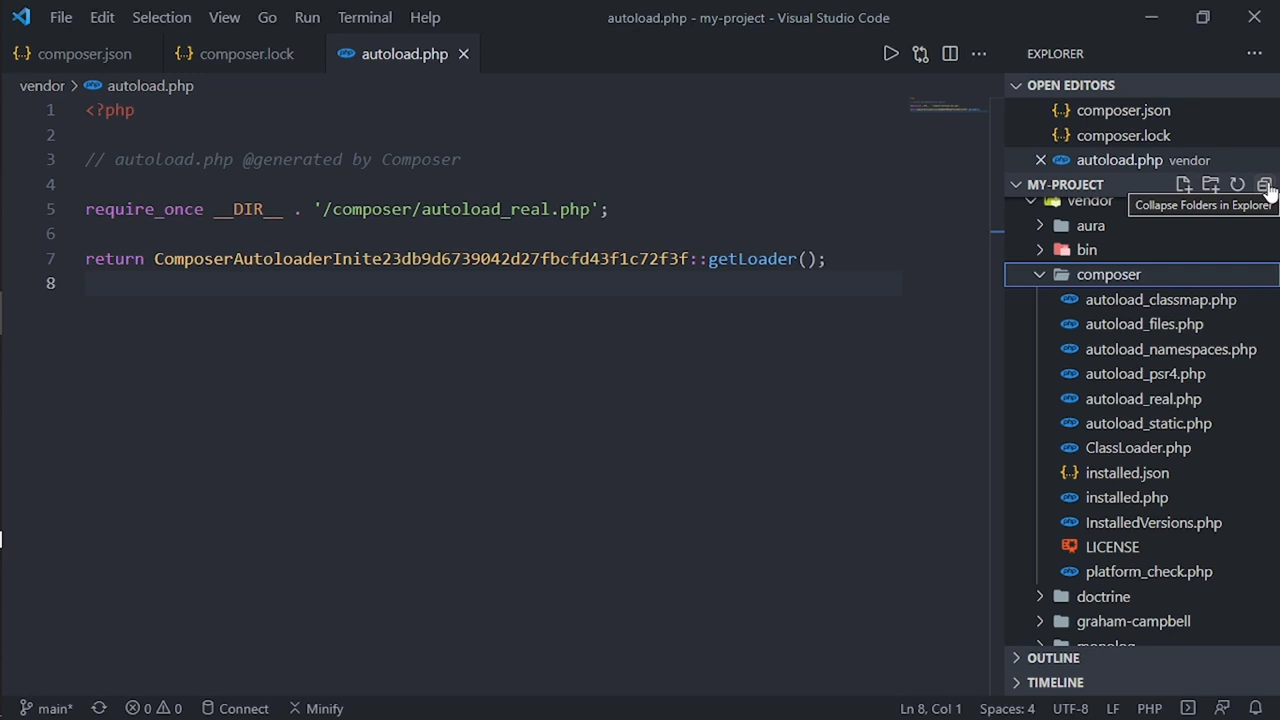 File Edit Selection View Go Run Terminal Help
autoload.php - my-project - Visual Studio Code
composer.json
composer.lock
autoload.php
vendor
autoload.php
1 <?php
2
3 // autoload.php @generated by Composer
4
5 require_once __DIR__ . '/composer/autoload_real.php';
6
7 return ComposerAutoloaderInite23db9d6739042d27fbcfd43f1c72f3f::getLoader();
8
EXPLORER
OPEN EDITORS
composer.json
composer.lock
autoload.php vendor
MY-PROJECT
vendor
Collapse Folders in Explorer
aura
bin
composer
autoload_classmap.php
autoload_files.php
autoload_namespaces.php
autoload_psr4.php
autoload_real.php
autoload_static.php
ClassLoader.php
installed.json
installed.php
InstalledVersions.php
LICENSE
platform_check.php
doctrine
graham-campbell
monolog
OUTLINE
TIMELINE
main* 0 0 Connect Minify Ln 8, Col 1 Spaces: 4 UTF-8 LF PHP